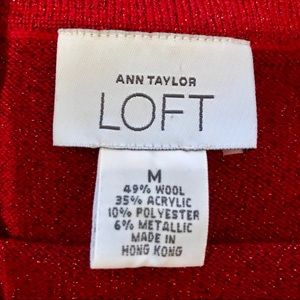 ANN TAYLOR
LOFT
M
49% WOOL
35% ACRYLIC
10% POLYESTER
6% METALLIC
MADE IN
HONG KONG